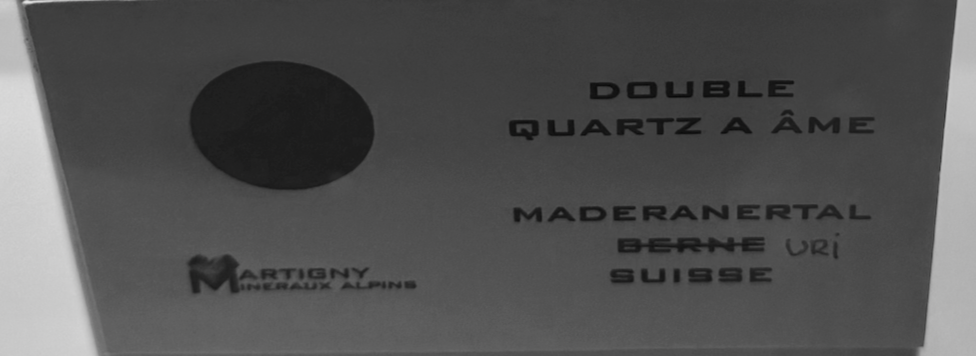 DOUBLE
QUARTZ A ÂME
MADERANERTAL
BERNE URI
SUISSE
MARTIGNY
MINERAUX ALPINS